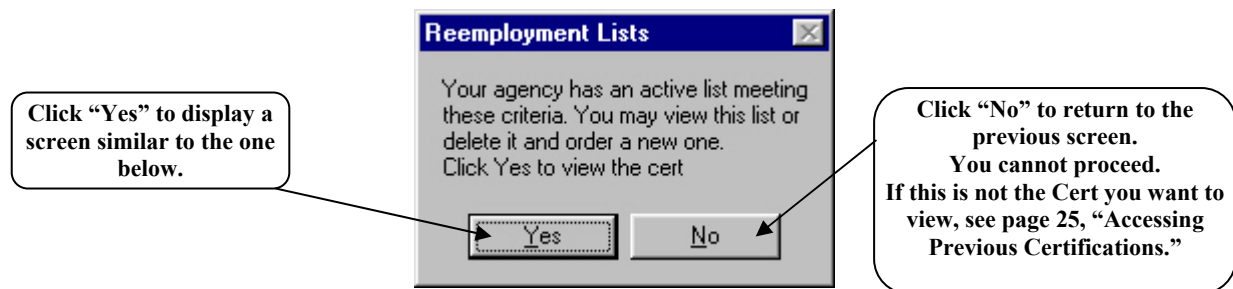 Reemployment Lists
Your agency has an active list meeting
these criteria. You may view this list or
delete it and order a new one.
Click Yes to view the cert
Yes
No
Click “Yes” to display a
screen similar to the one
below.
Click “No” to return to the
previous screen.
You cannot proceed.
If this is not the Cert you want to
view, see page 25, “Accessing
Previous Certifications.”